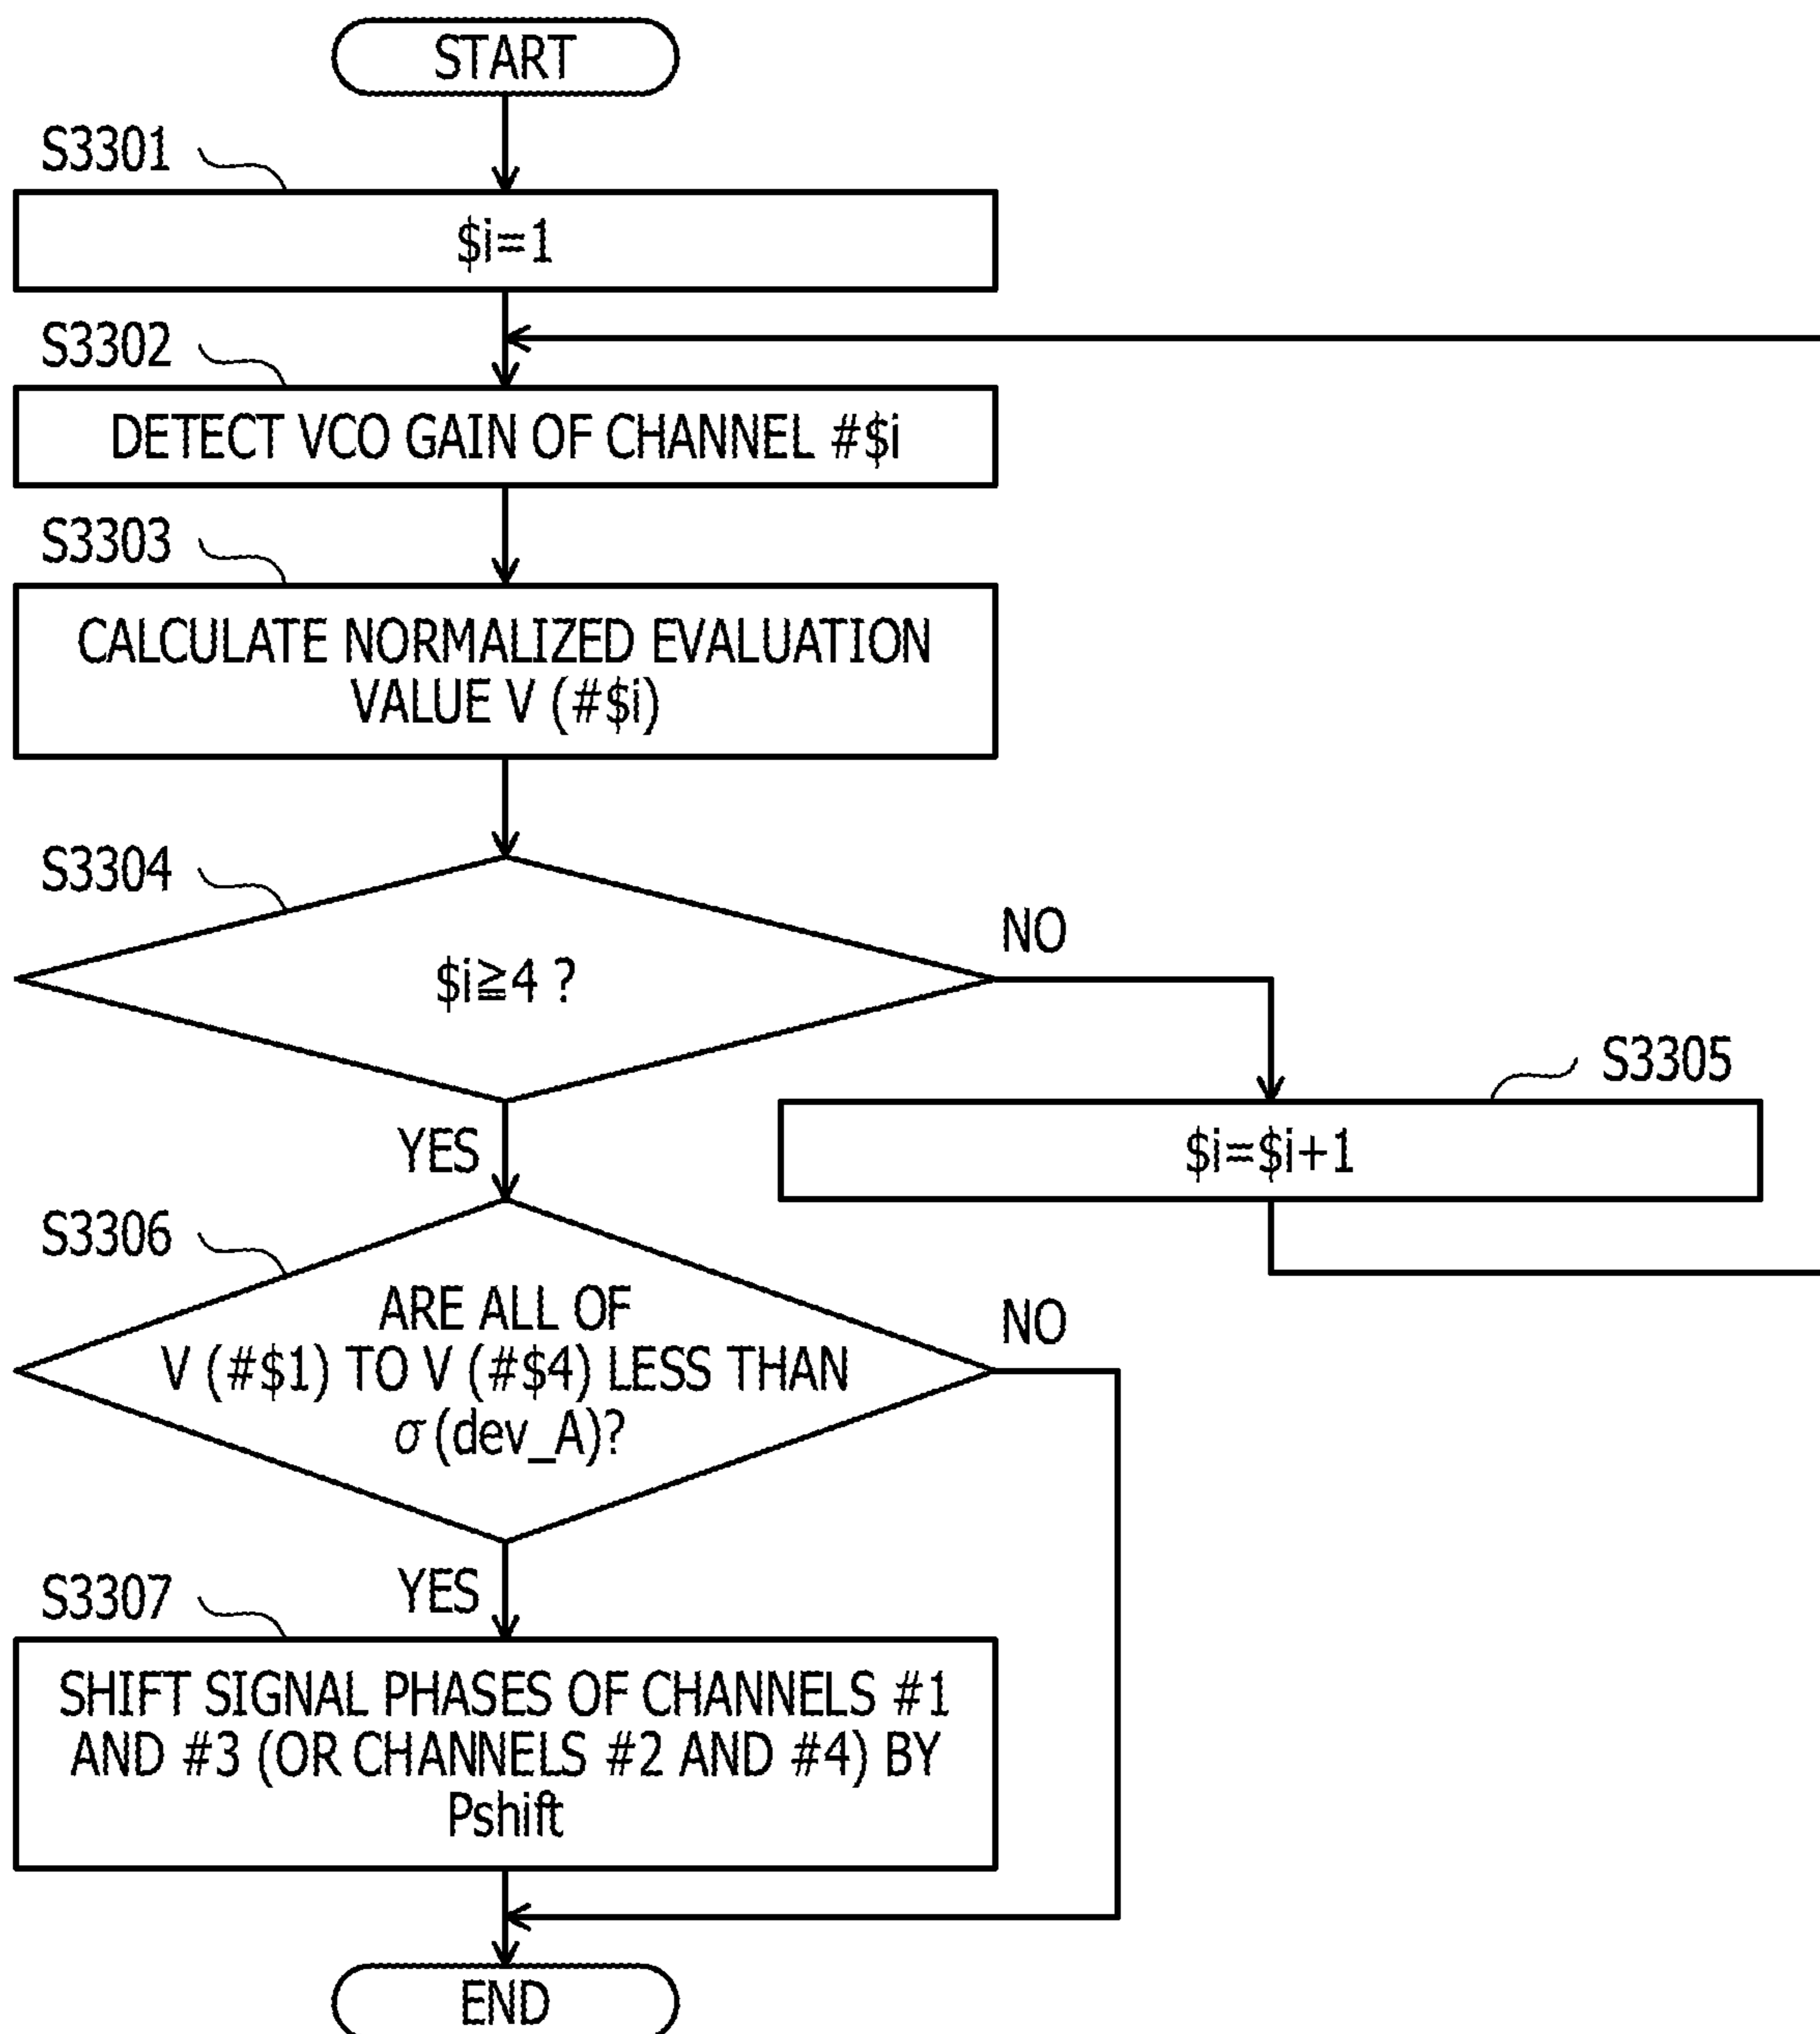 START
S3301
$i=1
S3302
DETECT VCO GAIN OF CHANNEL #$i
S3303
CALCULATE NORMALIZED EVALUATION
VALUE V (#$i)
S3304
$i≧4 ?
NO
S3305
$i=$i+1
YES
S3306
ARE ALL OF
V (#$1) TO V (#$4) LESS THAN
σ (dev_A)?
NO
YES
S3307
SHIFT SIGNAL PHASES OF CHANNELS #1
AND #3 (OR CHANNELS #2 AND #4) BY
Pshift
END